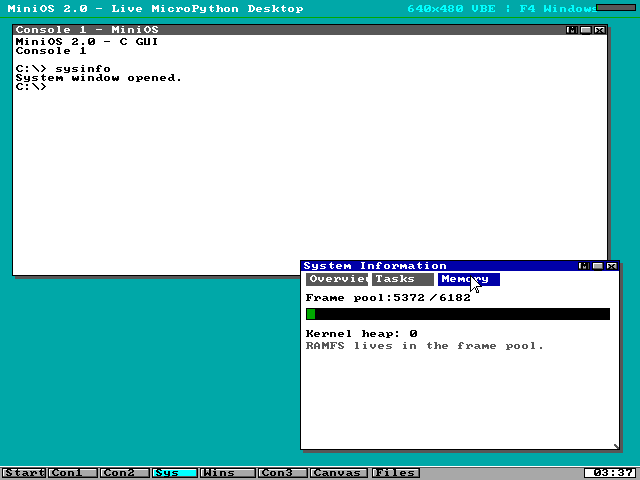 MiniOS 2.0 - Live MicroPython Desktop 640x480 VBE | F4 Windows
Console 1 - MiniOS M
MiniOS 2.0 - C GUI
Console 1
C:\> sysinfo
System window opened.
C:\>
System Information M
Overview Tasks Memory
Frame pool:5372/6182
Kernel heap: 0
RAMFS lives in the frame pool.
Start Con1 Con2 Sys Wins Con3 Canvas Files 03:37